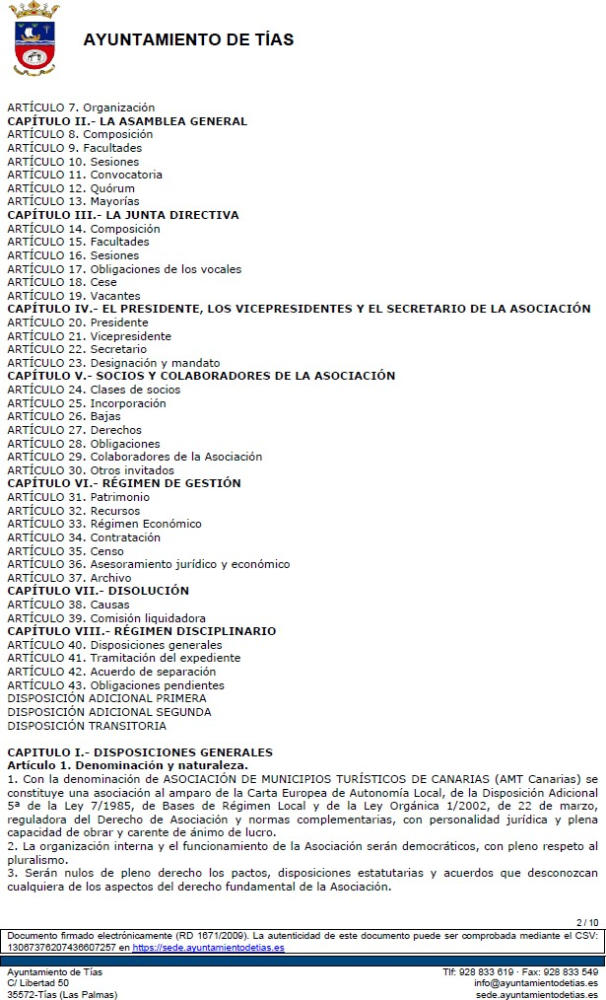 AYUNTAMIENTO DE TÍAS
ARTÍCULO 7. Organización
CAPÍTULO II.- LA ASAMBLEA GENERAL
ARTÍCULO 8. Composición
ARTÍCULO 9. Facultades
ARTÍCULO 10. Sesiones
ARTÍCULO 11. Convocatoria
ARTÍCULO 12. Quórum
ARTÍCULO 13. Mayorías
CAPÍTULO III.- LA JUNTA DIRECTIVA
ARTÍCULO 14. Composición
ARTÍCULO 15. Facultades
ARTÍCULO 16. Sesiones
ARTÍCULO 17. Obligaciones de los vocales
ARTÍCULO 18. Cese
ARTÍCULO 19. Vacantes
CAPÍTULO IV.- EL PRESIDENTE, LOS VICEPRESIDENTES Y EL SECRETARIO DE LA ASOCIACIÓN
ARTÍCULO 20. Presidente
ARTÍCULO 21. Vicepresidente
ARTÍCULO 22. Secretario
ARTÍCULO 23. Designación y mandato
CAPÍTULO V.- SOCIOS Y COLABORADORES DE LA ASOCIACIÓN
ARTÍCULO 24. Clases de socios
ARTÍCULO 25. Incorporación
ARTÍCULO 26. Bajas
ARTÍCULO 27. Derechos
ARTÍCULO 28. Obligaciones
ARTÍCULO 29. Colaboradores de la Asociación
ARTÍCULO 30. Otros invitados
CAPÍTULO VI.- RÉGIMEN DE GESTIÓN
ARTÍCULO 31. Patrimonio
ARTÍCULO 32. Recursos
ARTÍCULO 33. Régimen Económico
ARTÍCULO 34. Contratación
ARTÍCULO 35. Censo
ARTÍCULO 36. Asesoramiento jurídico y económico
ARTÍCULO 37. Archivo
CAPÍTULO VII.- DISOLUCIÓN
ARTÍCULO 38. Causas
ARTÍCULO 39. Comisión liquidadora
CAPÍTULO VIII.- RÉGIMEN DISCIPLINARIO
ARTÍCULO 40. Disposiciones generales
ARTÍCULO 41. Tramitación del expediente
ARTÍCULO 42. Acuerdo de separación
ARTÍCULO 43. Obligaciones pendientes
DISPOSICIÓN ADICIONAL PRIMERA
DISPOSICIÓN ADICIONAL SEGUNDA
DISPOSICIÓN TRANSITORIA
CAPITULO I.- DISPOSICIONES GENERALES
Artículo 1. Denominación y naturaleza.
1. Con la denominación de ASOCIACIÓN DE MUNICIPIOS TURÍSTICOS DE CANARIAS (AMT Canarias) se
constituye una asociación al amparo de la Carta Europea de Autonomía Local, de la Disposición Adicional
5ª de la Ley 7/1985, de Bases de Régimen Local y de la Ley Orgánica 1/2002, de 22 de marzo,
reguladora del Derecho de Asociación y normas complementarias, con personalidad jurídica y plena
capacidad de obrar y carente de ánimo de lucro.
2. La organización interna y el funcionamiento de la Asociación serán democráticos, con pleno respeto al
pluralismo.
3. Serán nulos de pleno derecho los pactos, disposiciones estatutarias y acuerdos que desconozcan
cualquiera de los aspectos del derecho fundamental de la Asociación.
2 / 10
Documento firmado electrónicamente (RD 1671/2009). La autenticidad de este documento puede ser comprobada mediante el CSV:
13067376207436607257 en https://sede.ayuntamientodetias.es
Ayuntamiento de Tías
C/ Libertad 50
35572-Tías (Las Palmas)
Tlf: 928 833 619 · Fax: 928 833 549
info@ayuntamientodetias.es
sede.ayuntamientodetias.es